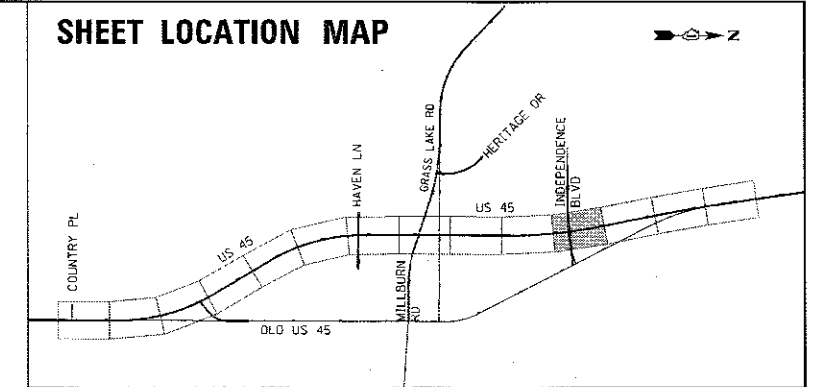 SHEET LOCATION MAP
N
COUNTRY PL
US 45
HAVEN LN
GRASS LAKE RD
HERITAGE DR
US 45
INDEPENDENCE
BLVD
MILLBURN
RD
OLD US 45